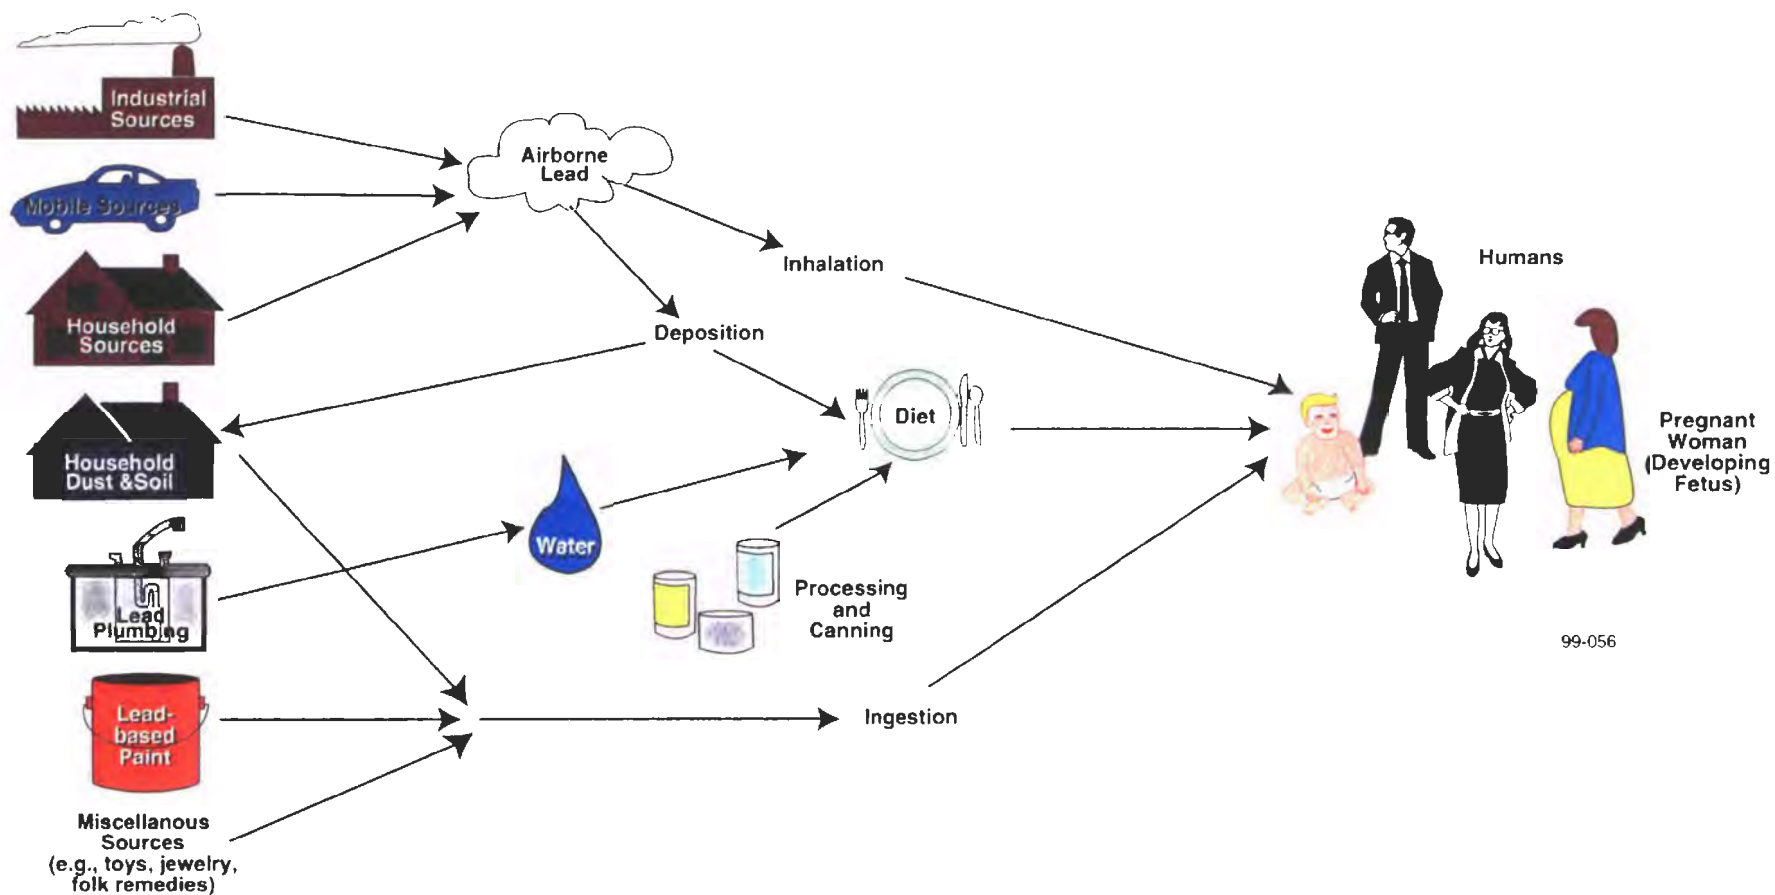 Industrial
Sources
Mobile Sources
Household
Sources
Household
Dust &Soil
Lead
Plumbing
Lead-
based
Paint
Miscellanous
Sources
(e.g., toys, jewelry,
folk remedies)
Airborne
Lead
Inhalation
Deposition
Diet
Water
Processing
and
Canning
Ingestion
Humans
Pregnant
Woman
(Developing
Fetus)
99-056